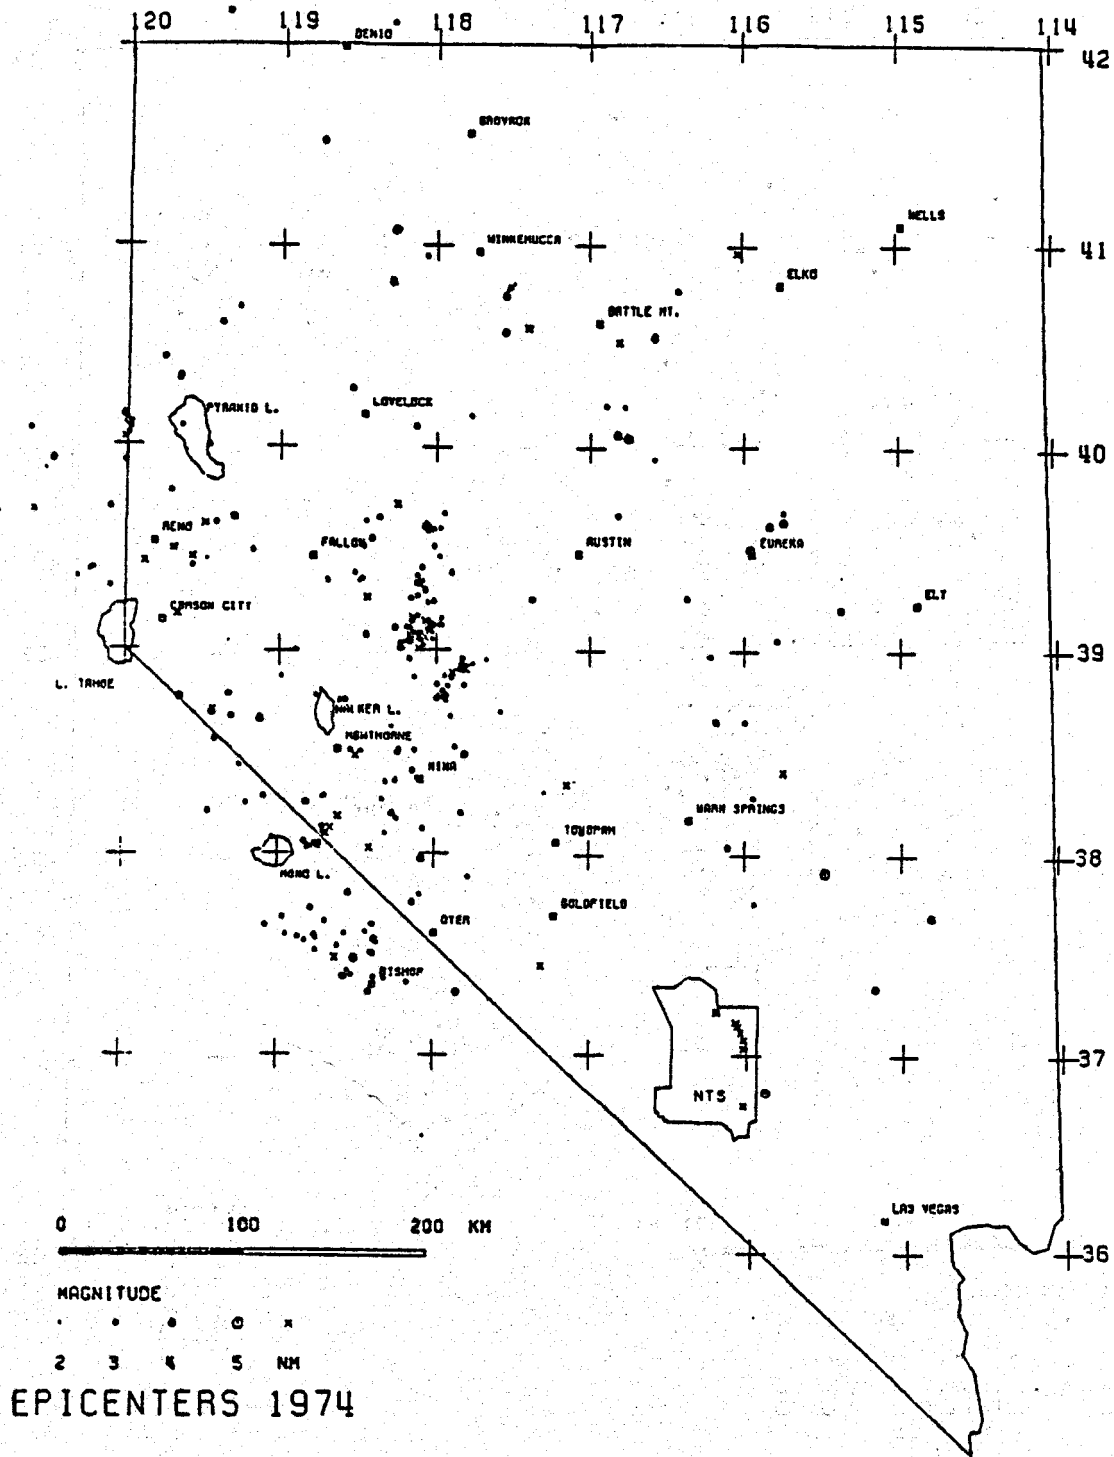 120 119 118 117 116 115 114
42
DENIO
WELLS
WINNEMUCCA
41
ELKO
BATTLE MT.
PYRAMID L.
LOVELOCK
40
RENO
FALLON
AUSTIN
EUREKA
CARSON CITY
ELY
39
L. TAHOE
WALKER L.
HAWTHORNE
MINA
WARM SPRINGS
TONOPAH
38
MONO L.
GOLDFIELD
DYER
BISHOP
37
NTS
LAS VEGAS
0 100 200 KM
36
MAGNITUDE
2 3 4 5 NM
EPICENTERS 1974